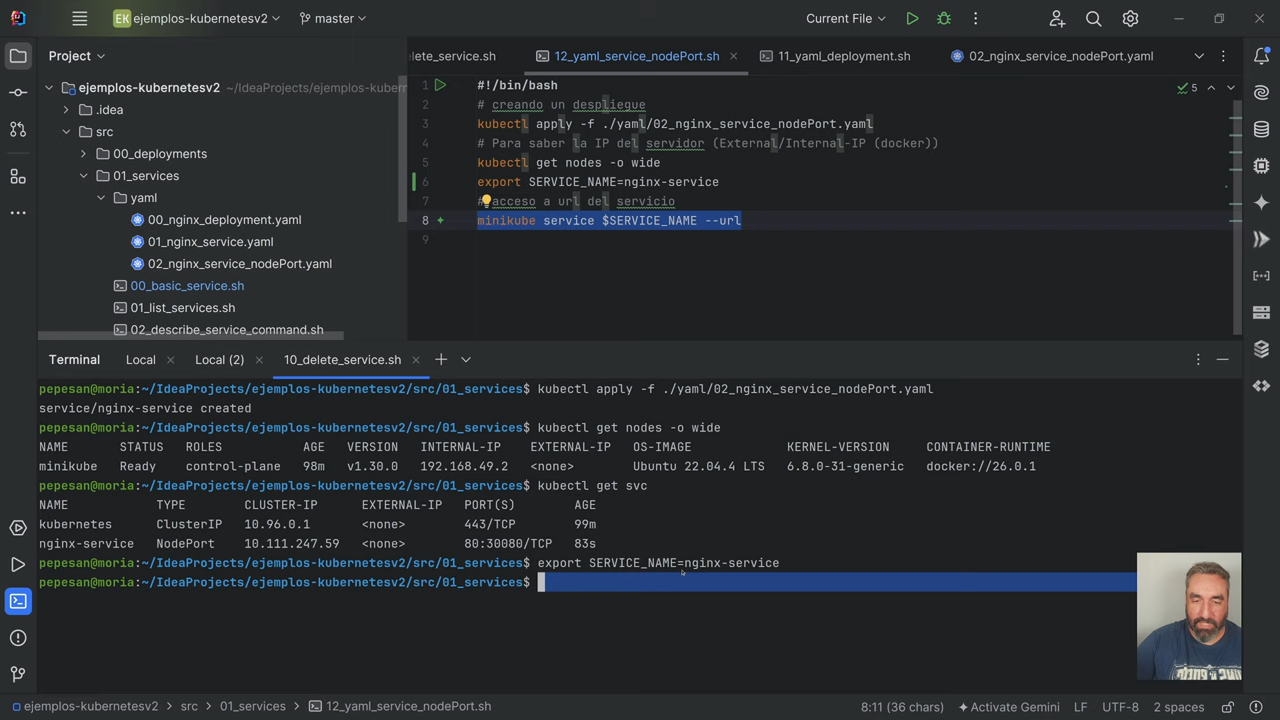 EK ejemplos-kubernetesv2 master Current File
Project
elete_service.sh 12_yaml_service_nodePort.sh 11_yaml_deployment.sh 02_nginx_service_nodePort.yaml
ejemplos-kubernetesv2 ~/IdeaProjects/ejemplos-kubern
.idea
src
00_deployments
01_services
yaml
00_nginx_deployment.yaml
01_nginx_service.yaml
02_nginx_service_nodePort.yaml
00_basic_service.sh
01_list_services.sh
02_describe_service_command.sh
5
1 #!/bin/bash
2 # creando un despliegue
3 kubectl apply -f ./yaml/02_nginx_service_nodePort.yaml
4 # Para saber la IP del servidor (External/Internal-IP (docker))
5 kubectl get nodes -o wide
6 export SERVICE_NAME=nginx-service
7 # acceso a url del servicio
8 minikube service $SERVICE_NAME --url
9
Terminal Local Local (2) 10_delete_service.sh
pepesan@moria:~/IdeaProjects/ejemplos-kubernetesv2/src/01_services$ kubectl apply -f ./yaml/02_nginx_service_nodePort.yaml
service/nginx-service created
pepesan@moria:~/IdeaProjects/ejemplos-kubernetesv2/src/01_services$ kubectl get nodes -o wide
NAME STATUS ROLES AGE VERSION INTERNAL-IP EXTERNAL-IP OS-IMAGE KERNEL-VERSION CONTAINER-RUNTIME
minikube Ready control-plane 98m v1.30.0 192.168.49.2 <none> Ubuntu 22.04.4 LTS 6.8.0-31-generic docker://26.0.1
pepesan@moria:~/IdeaProjects/ejemplos-kubernetesv2/src/01_services$ kubectl get svc
NAME TYPE CLUSTER-IP EXTERNAL-IP PORT(S) AGE
kubernetes ClusterIP 10.96.0.1 <none> 443/TCP 99m
nginx-service NodePort 10.111.247.59 <none> 80:30080/TCP 83s
pepesan@moria:~/IdeaProjects/ejemplos-kubernetesv2/src/01_services$ export SERVICE_NAME=nginx-service
pepesan@moria:~/IdeaProjects/ejemplos-kubernetesv2/src/01_services$
ejemplos-kubernetesv2 src 01_services 12_yaml_service_nodePort.sh 8:11 (36 chars) Activate Gemini LF UTF-8 2 spaces